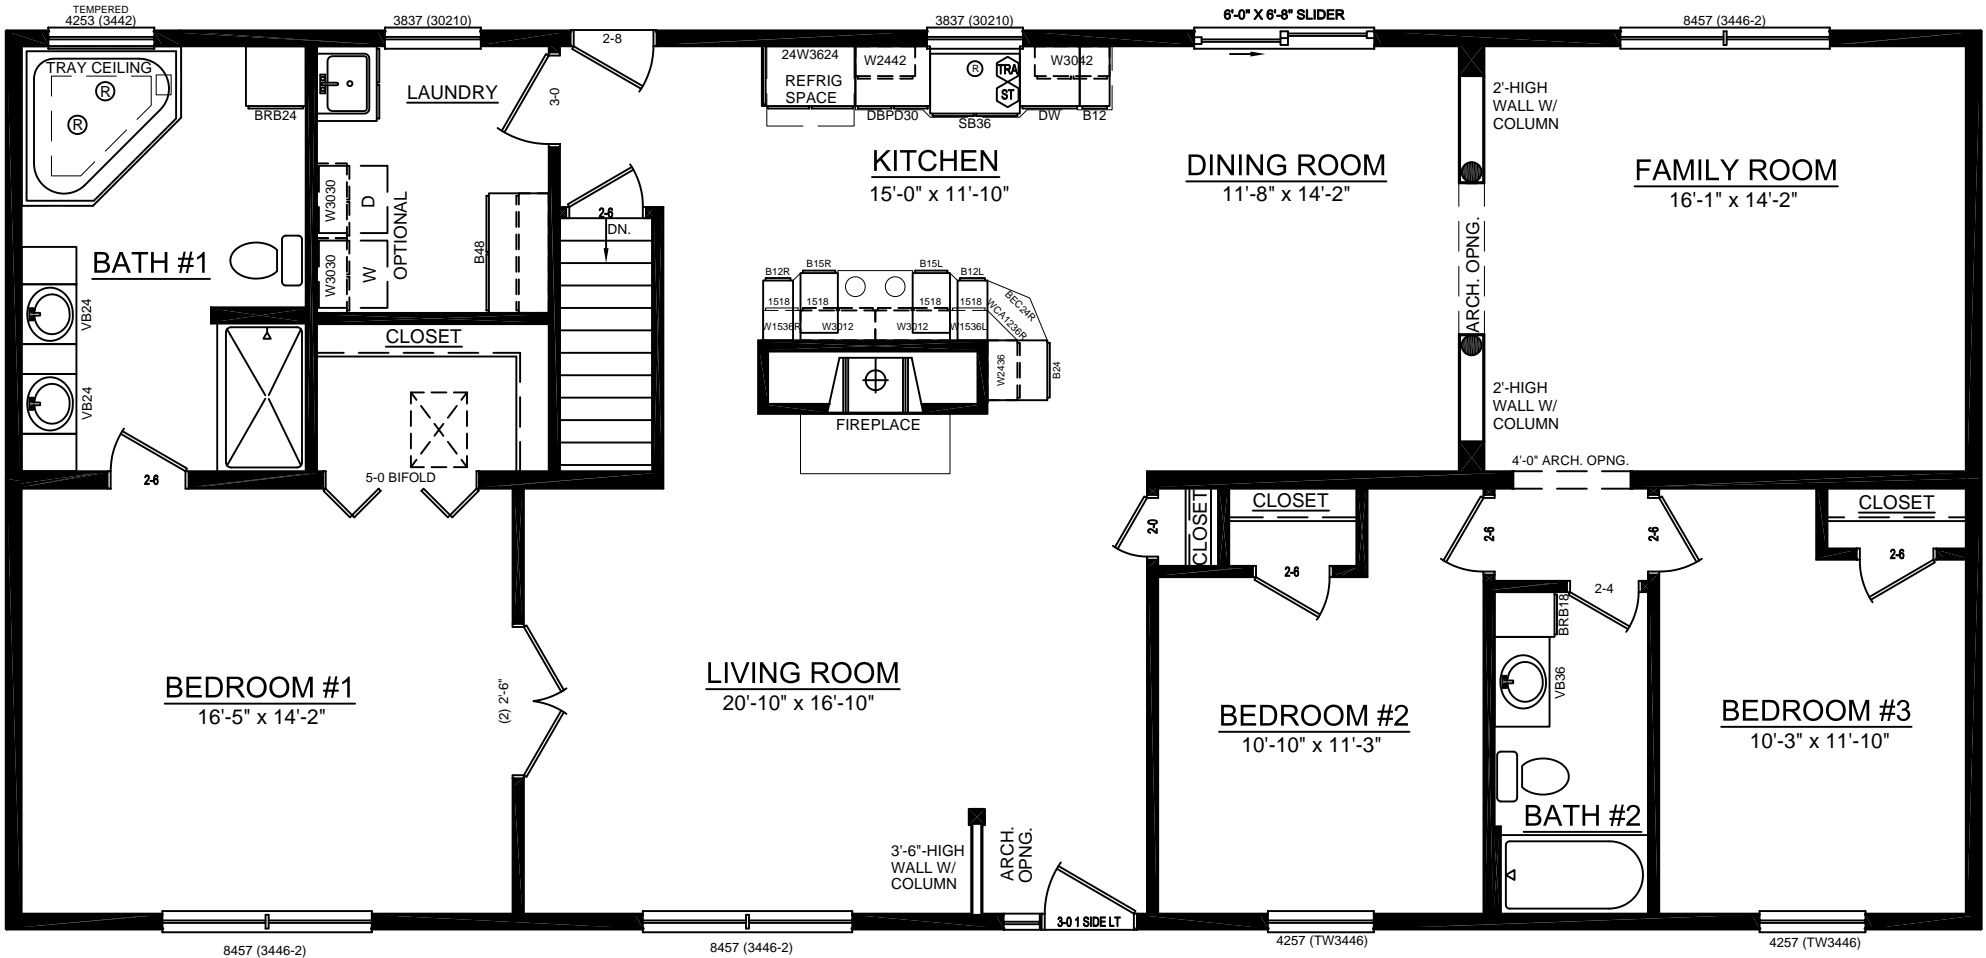 TEMPERED
4253 (3442)
3837 (30210)
3837 (30210)
6'-0" X 6'-8" SLIDER
8457 (3446-2)
2-8
TRAY CEILING
R
R
BRB24
LAUNDRY
3-0
24W3624
REFRIG
SPACE
W2442
DBPD30
R
TRA
ST
SB36
W3042
DW
B12
2'-HIGH
WALL W/
COLUMN
KITCHEN
15'-0" x 11'-10"
DINING ROOM
11'-8" x 14'-2"
FAMILY ROOM
16'-1" x 14'-2"
W3030
D
W3030
W
OPTIONAL
B48
2-6
DN.
BATH #1
ARCH. OPNG.
VB24
VB24
B12R
B15R
B15L
B12L
1518
1518
1518
1518
W1536R
W3012
W3012
W1536L
BEC24R
WCA1236R
W2436
B24
CLOSET
X
FIREPLACE
2'-HIGH
WALL W/
COLUMN
2-6
5-0 BIFOLD
4'-0" ARCH. OPNG.
CLOSET
CLOSET
CLOSET
2-0
2-6
2-6
2-6
2-6
2-4
BRB18
VB36
BEDROOM #1
16'-5" x 14'-2"
(2) 2'-6"
LIVING ROOM
20'-10" x 16'-10"
BEDROOM #2
10'-10" x 11'-3"
BEDROOM #3
10'-3" x 11'-10"
BATH #2
3'-6"-HIGH
WALL W/
COLUMN
ARCH.
OPNG.
3-0 1 SIDE LT
8457 (3446-2)
8457 (3446-2)
4257 (TW3446)
4257 (TW3446)